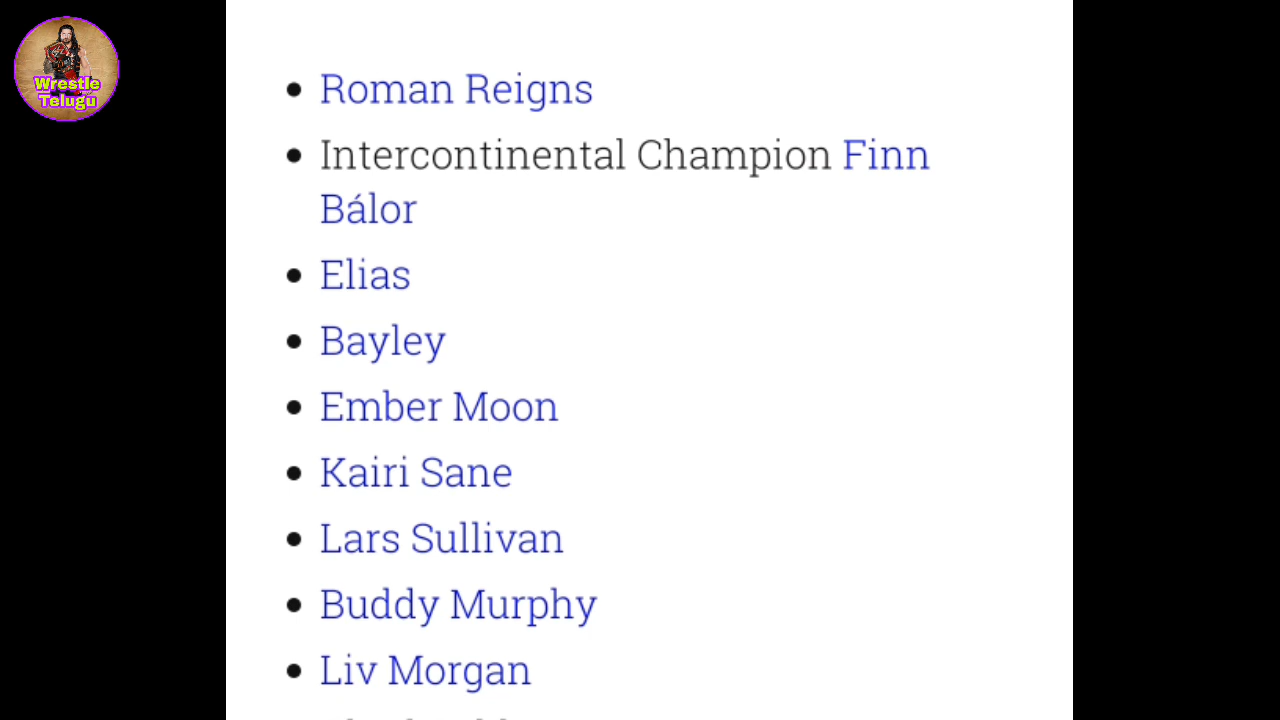 Wrestle
Telugu
Roman Reigns
Intercontinental Champion Finn
Bálor
Elias
Bayley
Ember Moon
Kairi Sane
Lars Sullivan
Buddy Murphy
Liv Morgan